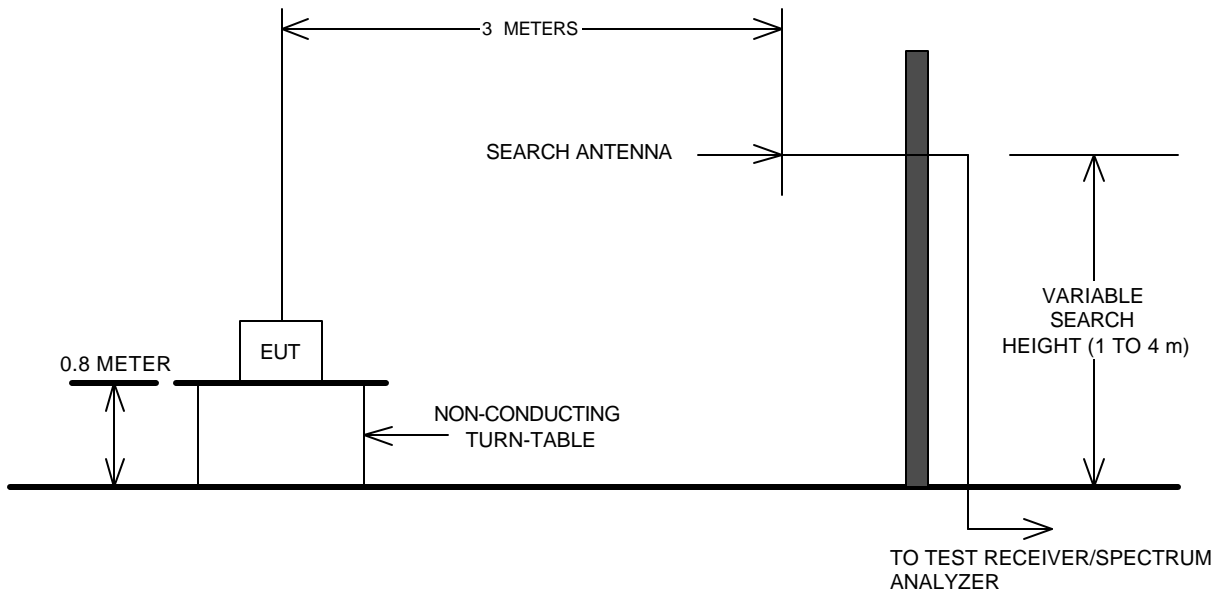 3 METERS
SEARCH ANTENNA
VARIABLE
SEARCH
HEIGHT (1 TO 4 m)
EUT
0.8 METER
NON-CONDUCTING
TURN-TABLE
TO TEST RECEIVER/SPECTRUM
ANALYZER